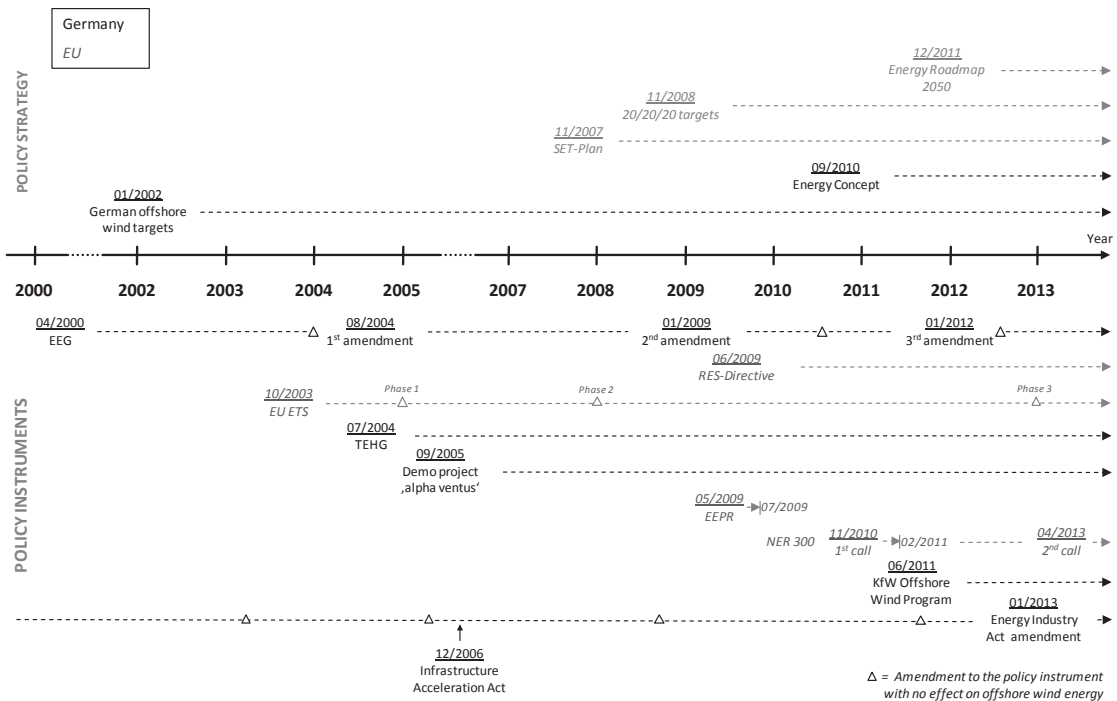 Germany
EU
POLICY STRATEGY
12/2011
Energy Roadmap
2050
11/2008
20/20/20 targets
11/2007
SET-Plan
09/2010
Energy Concept
01/2002
German offshore
wind targets
Year
2000 2002 2003 2004 2005 2007 2008 2009 2010 2011 2012 2013
POLICY INSTRUMENTS
04/2000
EEG
08/2004
1st amendment
01/2009
2nd amendment
01/2012
3rd amendment
06/2009
RES-Directive
10/2003
EU ETS
Phase 1
Phase 2
Phase 3
07/2004
TEHG
09/2005
Demo project
‚alpha ventus‘
05/2009
EEPR
07/2009
NER 300
11/2010
1st call
02/2011
04/2013
2nd call
06/2011
KfW Offshore
Wind Program
01/2013
Energy Industry
Act amendment
12/2006
Infrastructure
Acceleration Act
Δ = Amendment to the policy instrument
with no effect on offshore wind energy